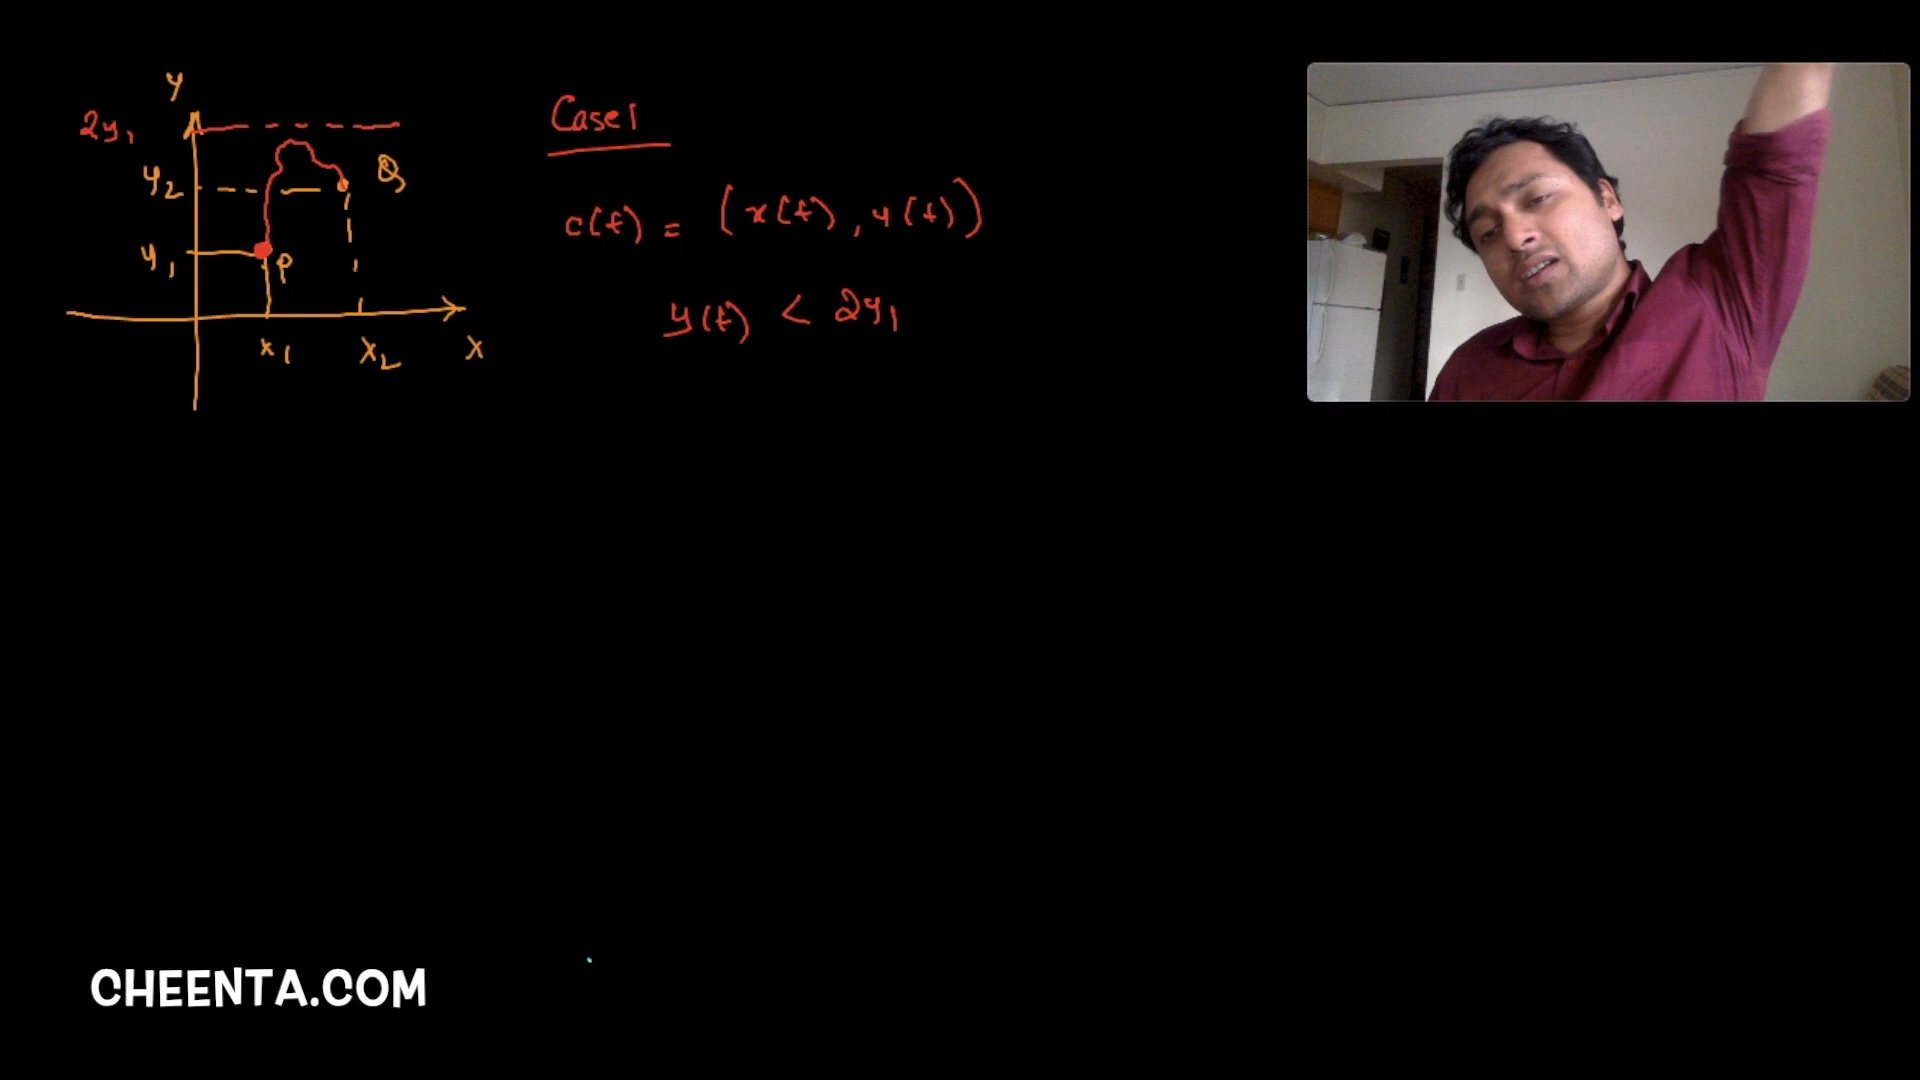 y
2y₁
y₂
Q
y₁
P
x₁
x₂
x
Case 1
c(t) = (x(t), y(t))
y(t) < 2y₁
CHEENTA.COM